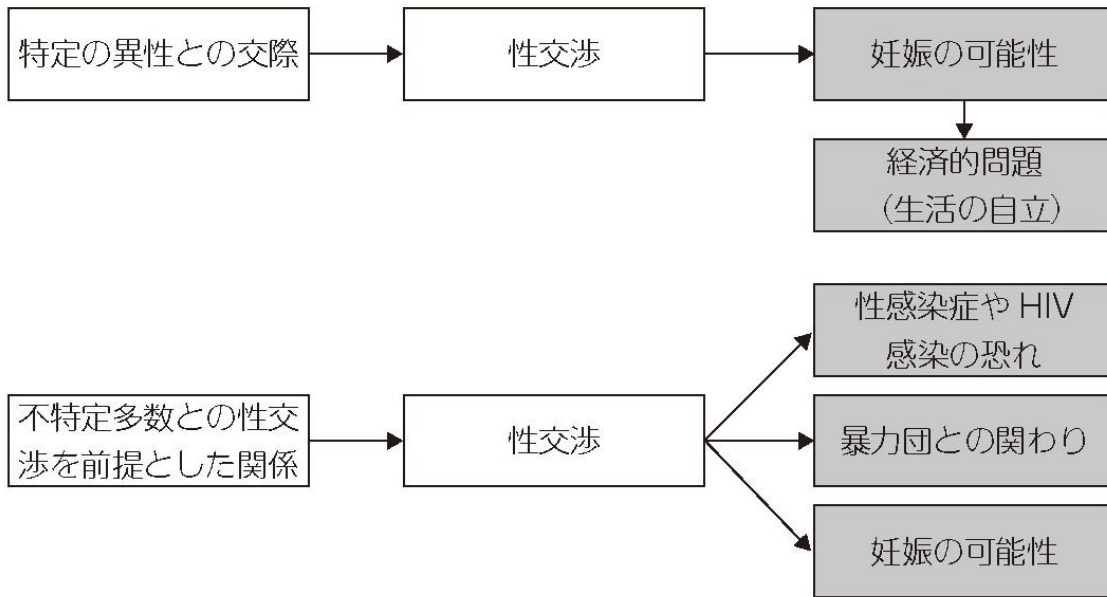 特定の異性との交際
性交渉
妊娠の可能性
経済的問題
（生活の自立）
性感染症や HIV
感染の恐れ
不特定多数との性交
渉を前提とした関係
性交渉
暴力団との関わり
妊娠の可能性